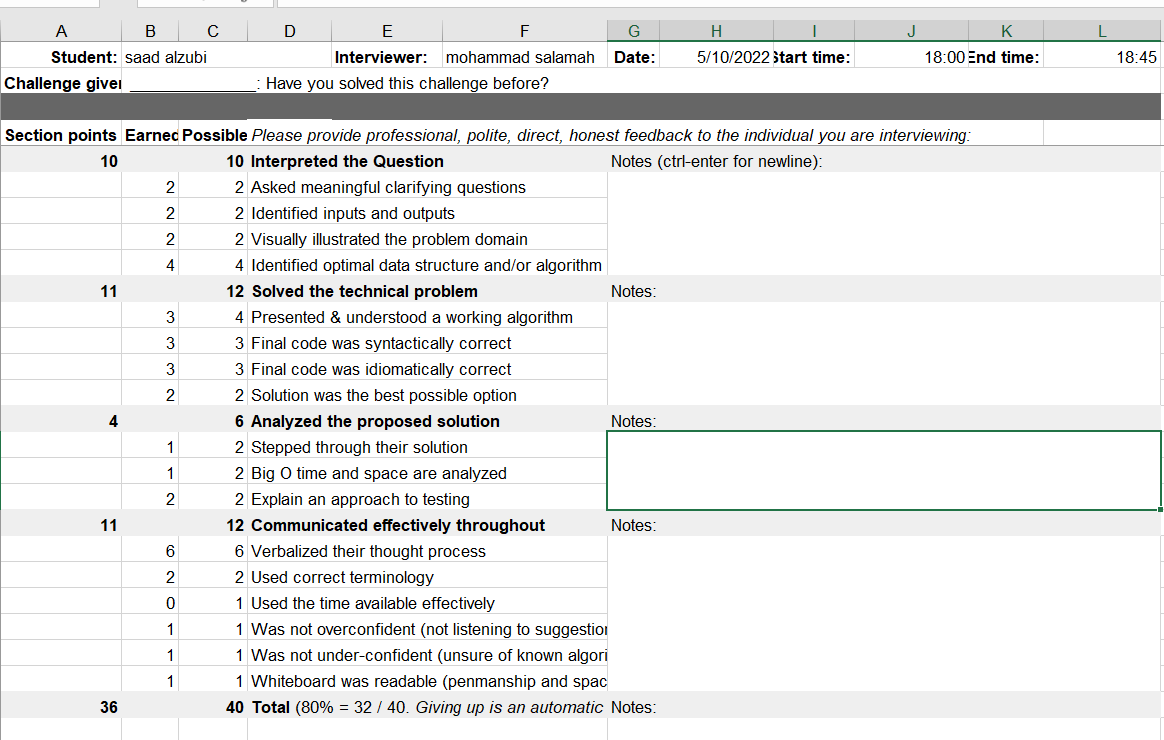 A B C D E F G H I J K L
Student: saad alzubi Interviewer: mohammad salamah Date: 5/10/2022 Start time: 18:00 End time: 18:45
Challenge given ______________: Have you solved this challenge before?
Section points Earned Possible Please provide professional, polite, direct, honest feedback to the individual you are interviewing:
10 10 Interpreted the Question Notes (ctrl-enter for newline):
2 2 Asked meaningful clarifying questions
2 2 Identified inputs and outputs
2 2 Visually illustrated the problem domain
4 4 Identified optimal data structure and/or algorithm
11 12 Solved the technical problem Notes:
3 4 Presented & understood a working algorithm
3 3 Final code was syntactically correct
3 3 Final code was idiomatically correct
2 2 Solution was the best possible option
4 6 Analyzed the proposed solution Notes:
1 2 Stepped through their solution
1 2 Big O time and space are analyzed
2 2 Explain an approach to testing
11 12 Communicated effectively throughout Notes:
6 6 Verbalized their thought process
2 2 Used correct terminology
0 1 Used the time available effectively
1 1 Was not overconfident (not listening to suggestion
1 1 Was not under-confident (unsure of known algori
1 1 Whiteboard was readable (penmanship and spac
36 40 Total (80% = 32 / 40. Giving up is an automatic Notes: